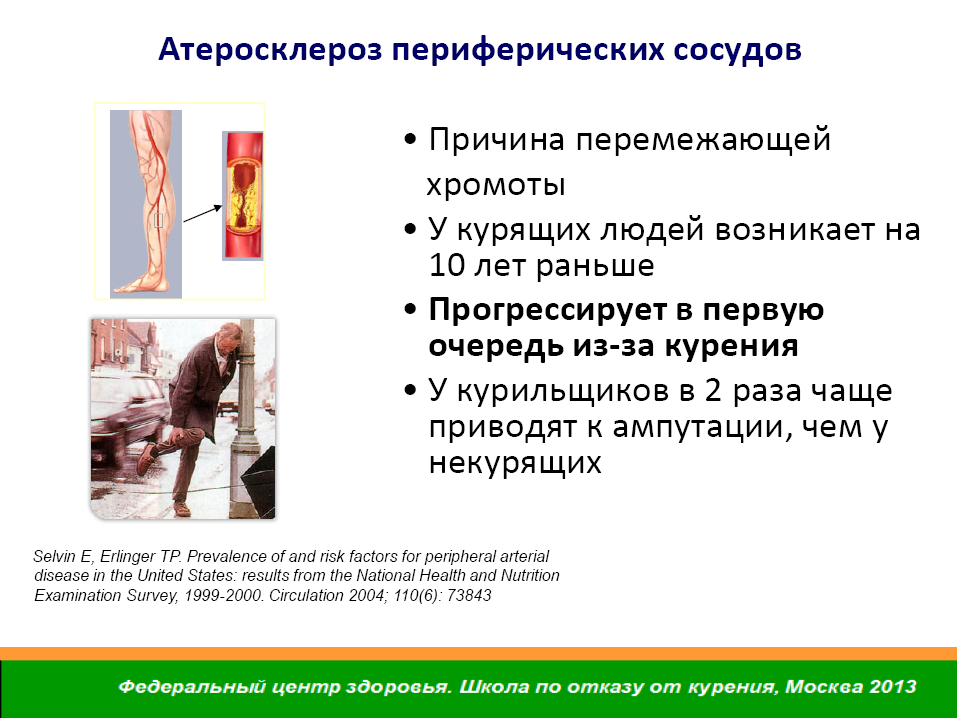 Атеросклероз периферических сосудов
• Причина перемежающей
хромоты
• У курящих людей возникает на
10 лет раньше
• Прогрессирует в первую
очередь из-за курения
• У курильщиков в 2 раза чаще
приводят к ампутации, чем у
некурящих
Selvin E, Erlinger TP. Prevalence of and risk factors for peripheral arterial
disease in the United States: results from the National Health and Nutrition
Examination Survey, 1999-2000. Circulation 2004; 110(6): 73843
Федеральный центр здоровья. Школа по отказу от курения, Москва 2013